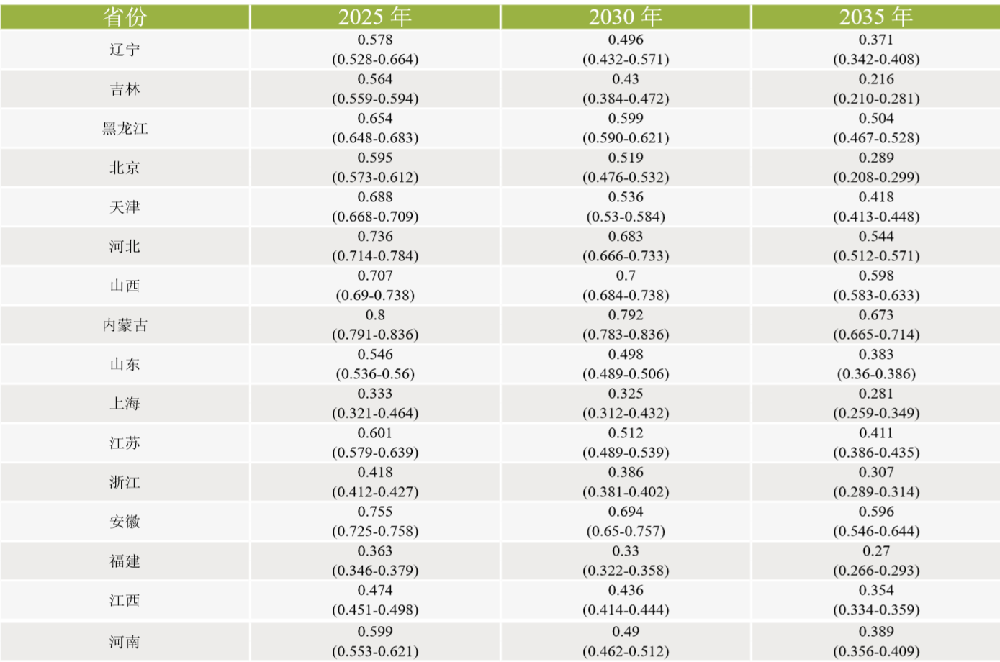 省份 2025 年 2030 年 2035 年
辽宁 0.578 0.496 0.371
(0.528-0.664) (0.432-0.571) (0.342-0.408)
吉林 0.564 0.43 0.216
(0.559-0.594) (0.384-0.472) (0.210-0.281)
黑龙江 0.654 0.599 0.504
(0.648-0.683) (0.590-0.621) (0.467-0.528)
北京 0.595 0.519 0.289
(0.573-0.612) (0.476-0.532) (0.208-0.299)
天津 0.688 0.536 0.418
(0.668-0.709) (0.53-0.584) (0.413-0.448)
河北 0.736 0.683 0.544
(0.714-0.784) (0.666-0.733) (0.512-0.571)
山西 0.707 0.7 0.598
(0.69-0.738) (0.684-0.738) (0.583-0.633)
内蒙古 0.8 0.792 0.673
(0.791-0.836) (0.783-0.836) (0.665-0.714)
山东 0.546 0.498 0.383
(0.536-0.56) (0.489-0.506) (0.36-0.386)
上海 0.333 0.325 0.281
(0.321-0.464) (0.312-0.432) (0.259-0.349)
江苏 0.601 0.512 0.411
(0.579-0.639) (0.489-0.539) (0.386-0.435)
浙江 0.418 0.386 0.307
(0.412-0.427) (0.381-0.402) (0.289-0.314)
安徽 0.755 0.694 0.596
(0.725-0.758) (0.65-0.757) (0.546-0.644)
福建 0.363 0.33 0.27
(0.346-0.379) (0.322-0.358) (0.266-0.293)
江西 0.474 0.436 0.354
(0.451-0.498) (0.414-0.444) (0.334-0.359)
河南 0.599 0.49 0.389
(0.553-0.621) (0.462-0.512) (0.356-0.409)